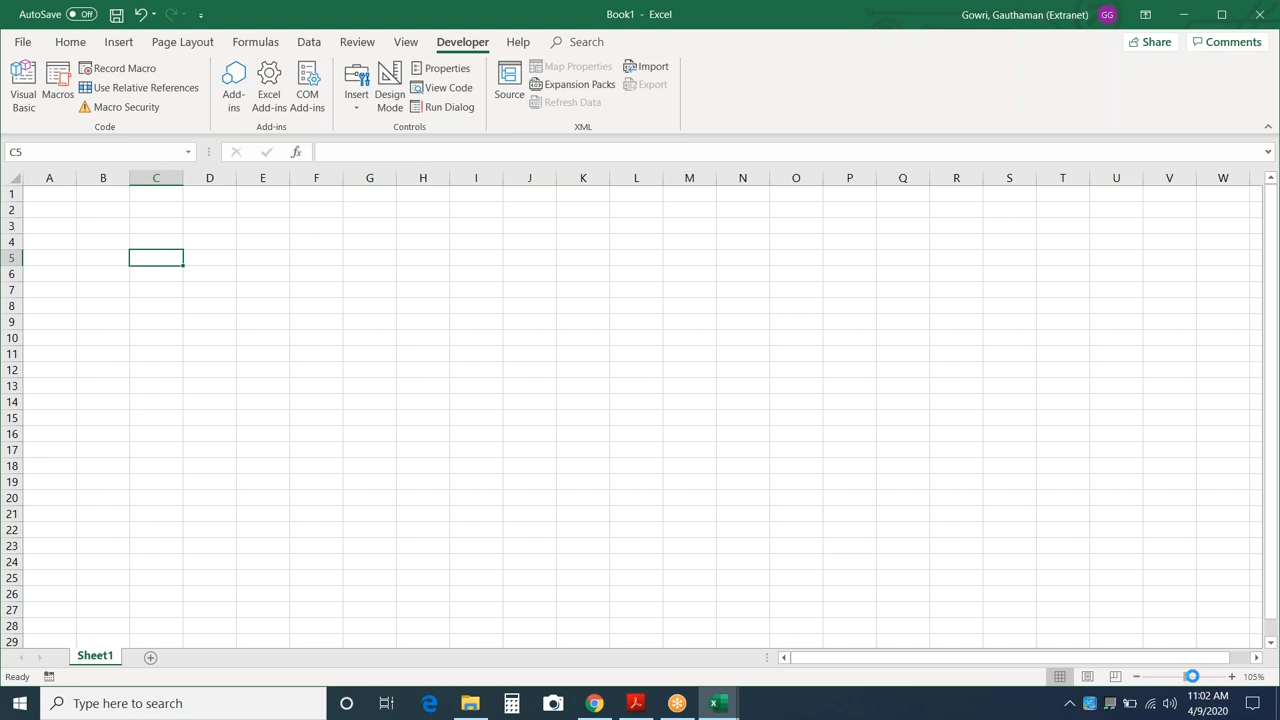 AutoSave Off Book1 - Excel Gowri, Gauthaman (Extranet) GG
File Home Insert Page Layout Formulas Data Review View Developer Help Search Share Comments
Visual Basic
Macros
Record Macro
Use Relative References
Macro Security
Code
Add-ins
Excel Add-ins
COM Add-ins
Add-ins
Insert
Design Mode
Properties
View Code
Run Dialog
Controls
Source
Map Properties
Expansion Packs
Refresh Data
Import
Export
XML
C5 fx
A B C D E F G H I J K L M N O P Q R S T U V W
1
2
3
4
5
6
7
8
9
10
11
12
13
14
15
16
17
18
19
20
21
22
23
24
25
26
27
28
29
Sheet1
Ready 105%
Type here to search 11:02 AM
4/9/2020